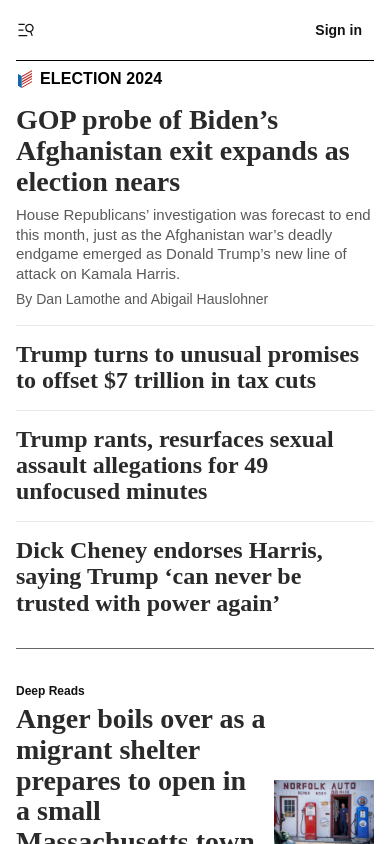 Sign in
ELECTION 2024
GOP probe of Biden’s
Afghanistan exit expands as
election nears
House Republicans’ investigation was forecast to end
this month, just as the Afghanistan war’s deadly
endgame emerged as Donald Trump’s new line of
attack on Kamala Harris.
By Dan Lamothe and Abigail Hauslohner
Trump turns to unusual promises
to offset $7 trillion in tax cuts
Trump rants, resurfaces sexual
assault allegations for 49
unfocused minutes
Dick Cheney endorses Harris,
saying Trump ‘can never be
trusted with power again’
Deep Reads
Anger boils over as a
migrant shelter
prepares to open in
a small
Massachusetts town
NORFOLK AUTO